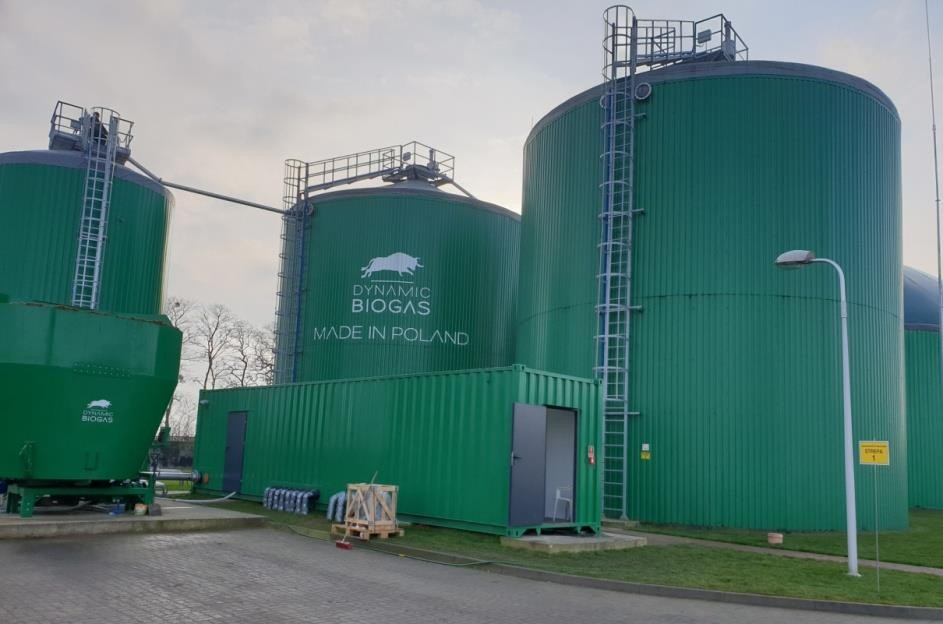 DYNAMIC
BIOGAS
MADE IN POLAND
DYNAMIC
BIOGAS
STREFA
1